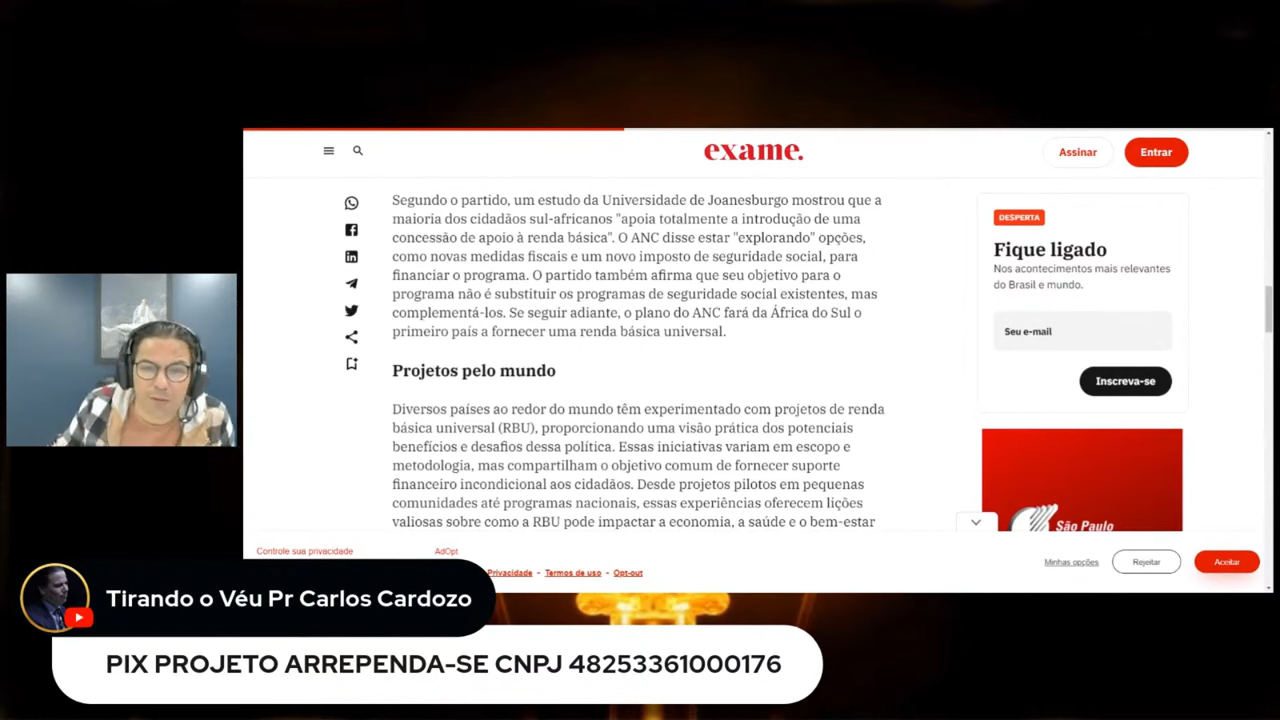 exame.
Assinar
Entrar
Segundo o partido, um estudo da Universidade de Joanesburgo mostrou que a
maioria dos cidadãos sul-africanos "apoia totalmente a introdução de uma
concessão de apoio à renda básica". O ANC disse estar "explorando" opções,
como novas medidas fiscais e um novo imposto de seguridade social, para
financiar o programa. O partido também afirma que seu objetivo para o
programa não é substituir os programas de seguridade social existentes, mas
complementá-los. Se seguir adiante, o plano do ANC fará da África do Sul o
primeiro país a fornecer uma renda básica universal.
Projetos pelo mundo
Diversos países ao redor do mundo têm experimentado com projetos de renda
básica universal (RBU), proporcionando uma visão prática dos potenciais
benefícios e desafios dessa política. Essas iniciativas variam em escopo e
metodologia, mas compartilham o objetivo comum de fornecer suporte
financeiro incondicional aos cidadãos. Desde projetos pilotos em pequenas
comunidades até programas nacionais, essas experiências oferecem lições
valiosas sobre como a RBU pode impactar a economia, a saúde e o bem-estar
DESPERTA
Fique ligado
Nos acontecimentos mais relevantes
do Brasil e mundo.
Seu e-mail
Inscreva-se
São Paulo
Controle sua privacidade
AdOpt
Privacidade - Termos de uso - Opt-out
Minhas opções
Rejeitar
Aceitar
Tirando o Véu Pr Carlos Cardozo
PIX PROJETO ARREPENDA-SE CNPJ 48253361000176